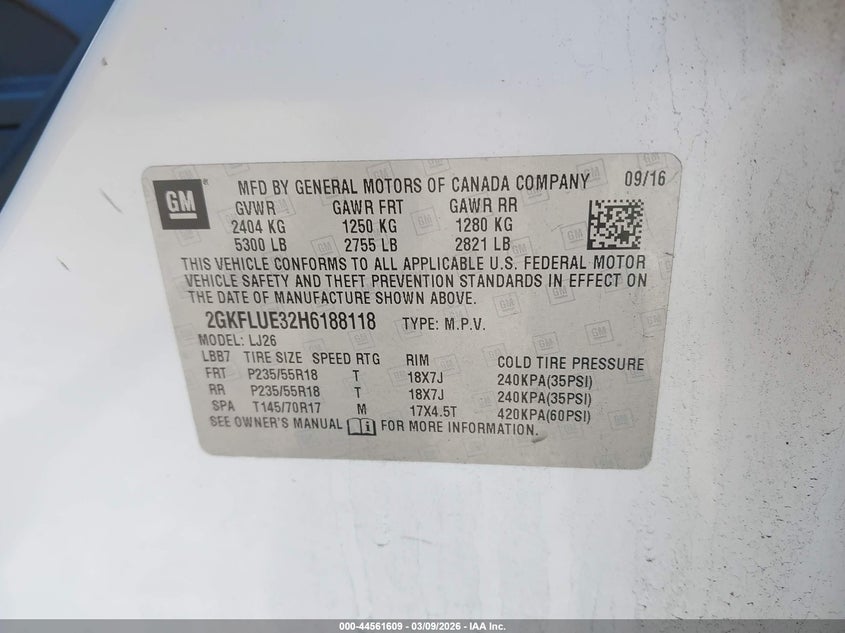 GM
MFD BY GENERAL MOTORS OF CANADA COMPANY 09/16
GVWR GAWR FRT GAWR RR
2404 KG 1250 KG 1280 KG
5300 LB 2755 LB 2821 LB
THIS VEHICLE CONFORMS TO ALL APPLICABLE U.S. FEDERAL MOTOR
VEHICLE SAFETY AND THEFT PREVENTION STANDARDS IN EFFECT ON
THE DATE OF MANUFACTURE SHOWN ABOVE.
2GKFLUE32H6188118 TYPE: M.P.V.
MODEL: LJ26
LBB7 TIRE SIZE SPEED RTG RIM COLD TIRE PRESSURE
FRT P235/55R18 T 18X7J 240KPA(35PSI)
RR P235/55R18 T 18X7J 240KPA(35PSI)
SPA T145/70R17 M 17X4.5T 420KPA(60PSI)
SEE OWNER'S MANUAL FOR MORE INFORMATION.
000-44561609 - 03/09/2026 - IAA Inc.